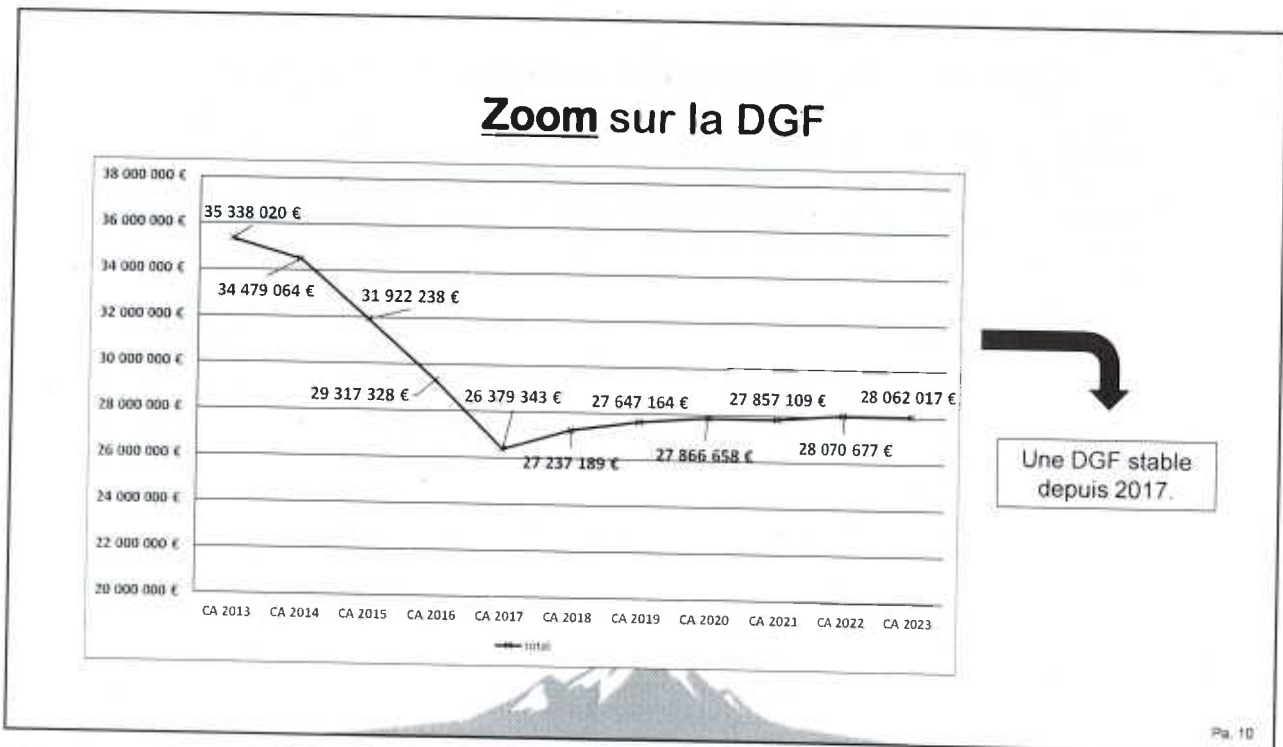 Zoom sur la DGF
38 000 000 €
36 000 000 €
34 000 000 €
32 000 000 €
30 000 000 €
28 000 000 €
26 000 000 €
24 000 000 €
22 000 000 €
20 000 000 €
35 338 020 €
34 479 064 €
31 922 238 €
29 317 328 €
26 379 343 €
27 237 189 €
27 647 164 €
27 866 658 €
27 857 109 €
28 070 677 €
28 062 017 €
CA 2013 CA 2014 CA 2015 CA 2016 CA 2017 CA 2018 CA 2019 CA 2020 CA 2021 CA 2022 CA 2023
total
Une DGF stable
depuis 2017.
Pa. 10